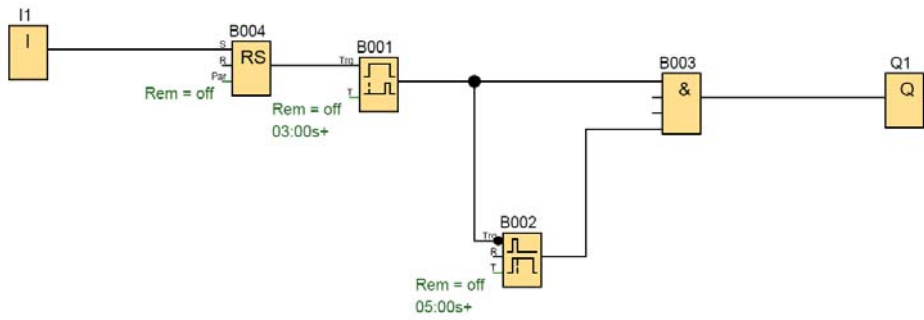 I1
I
B004
S
R
Par
RS
Rem = off
B001
Trg
T
Rem = off
03:00s+
B003
&
Q1
Q
B002
Trg
R
T
Rem = off
05:00s+